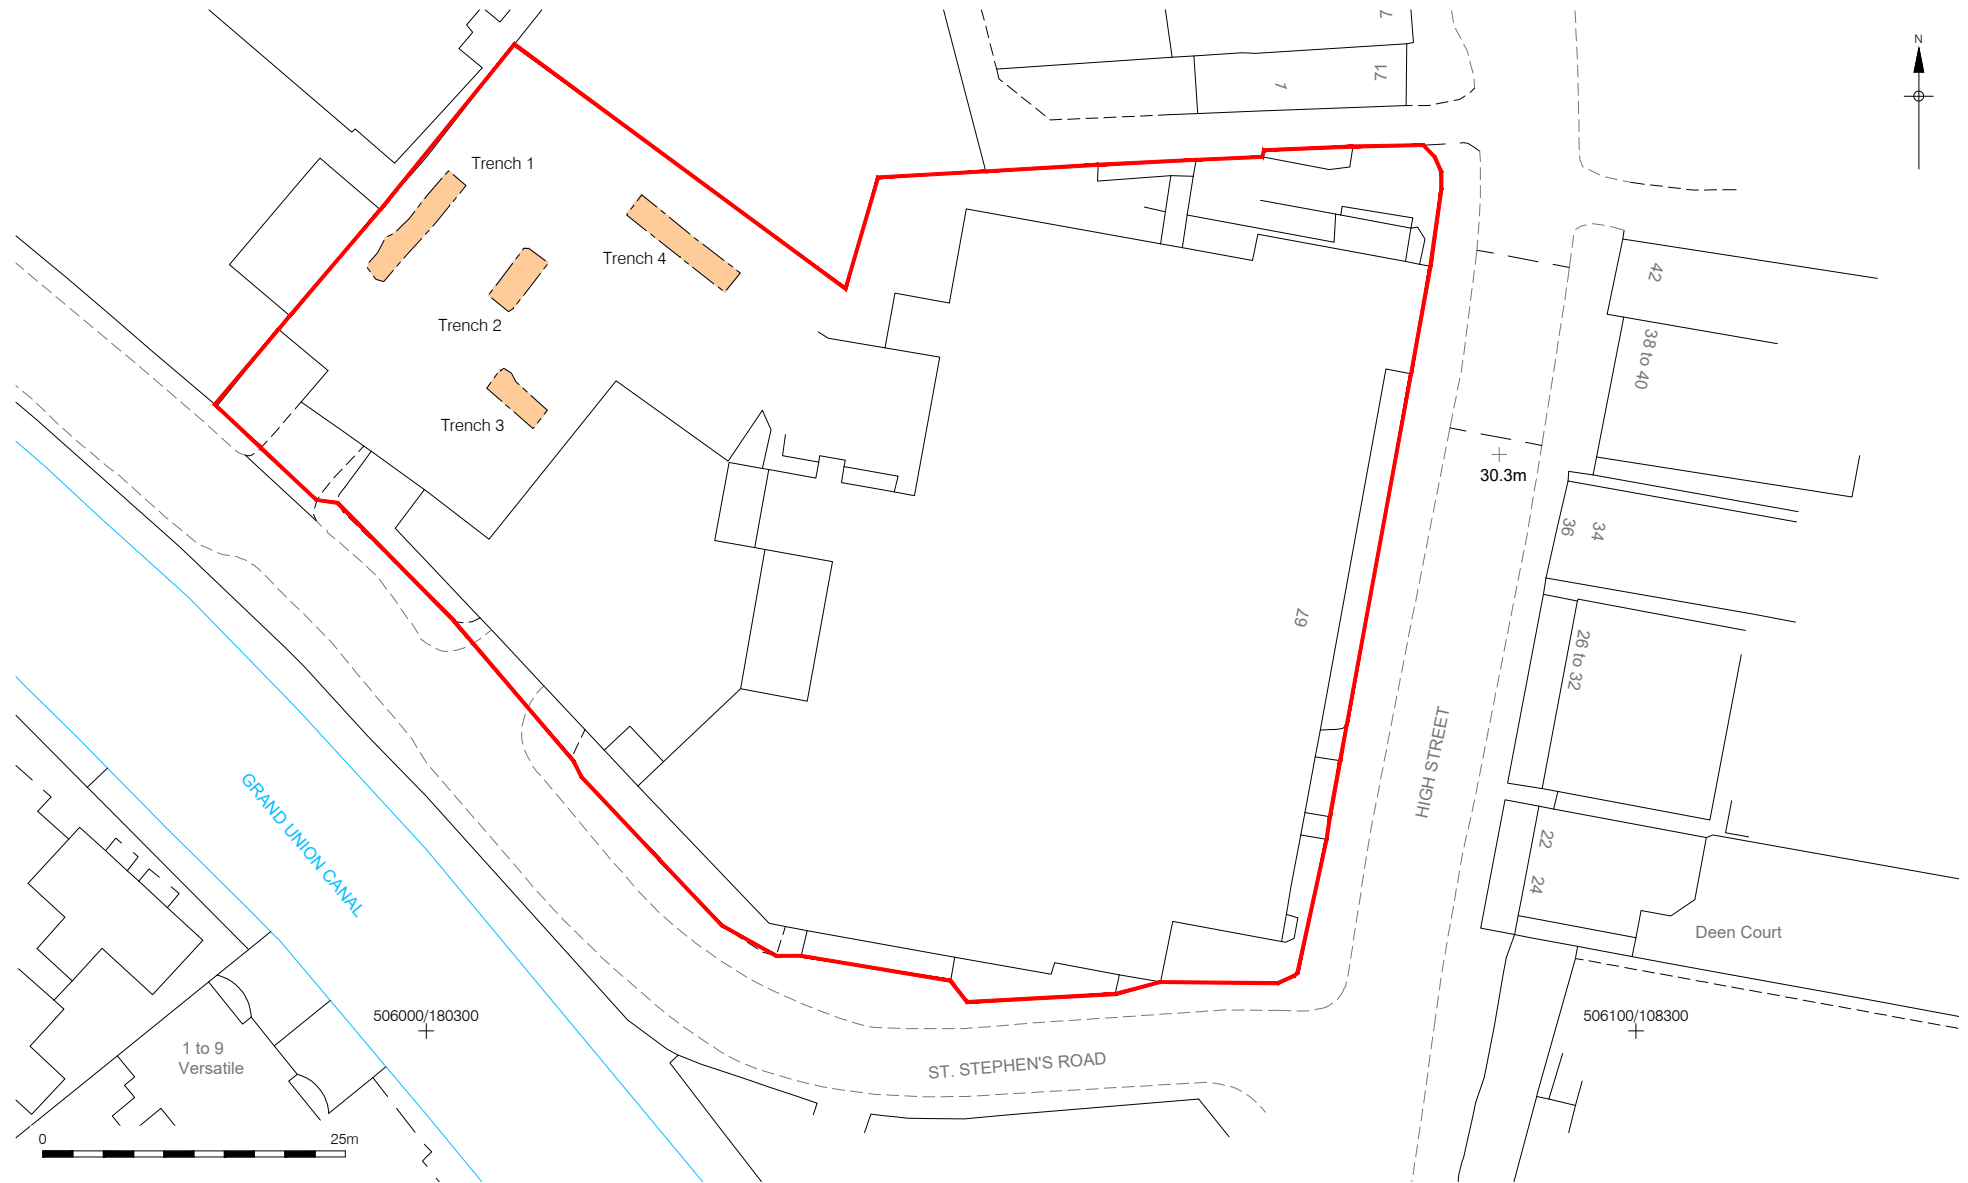 7
71
1
N
Trench 1
Trench 4
Trench 2
Trench 3
42
38 to 40
30.3m
36
34
67
26 to 32
HIGH STREET
GRAND UNION CANAL
22
24
Deen Court
506000/180300
506100/108300
1 to 9
Versatile
ST. STEPHEN'S ROAD
0
25m